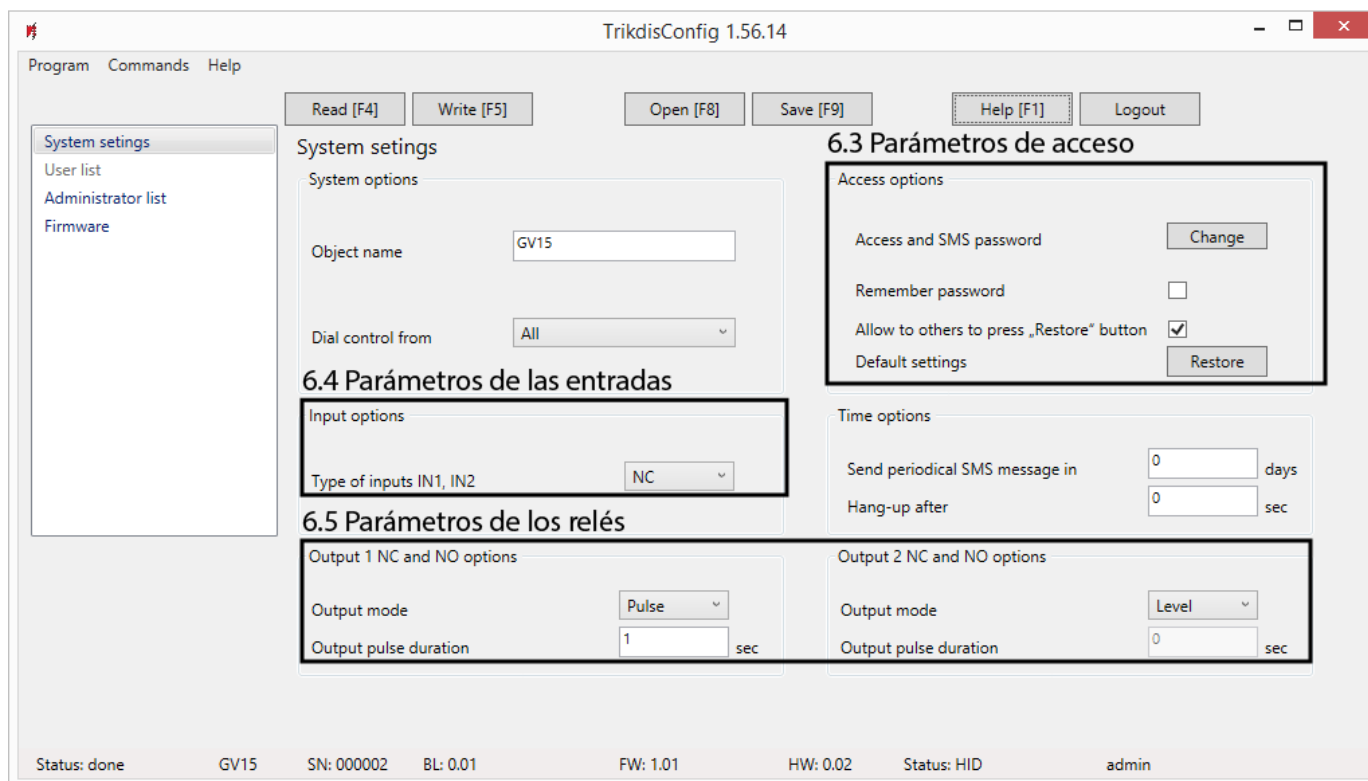 TrikdisConfig 1.56.14
Program Commands Help
Read [F4] Write [F5] Open [F8] Save [F9] Help [F1] Logout
System setings
User list
Administrator list
Firmware
System setings
System options
Object name GV15
Dial control from All
6.3 Parámetros de acceso
Access options
Access and SMS password Change
Remember password
Allow to others to press „Restore“ button
Default settings Restore
6.4 Parámetros de las entradas
Input options
Type of inputs IN1, IN2 NC
Time options
Send periodical SMS message in 0 days
Hang-up after 0 sec
6.5 Parámetros de los relés
Output 1 NC and NO options
Output mode Pulse
Output pulse duration 1 sec
Output 2 NC and NO options
Output mode Level
Output pulse duration 0 sec
Status: done GV15 SN: 000002 BL: 0.01 FW: 1.01 HW: 0.02 Status: HID admin